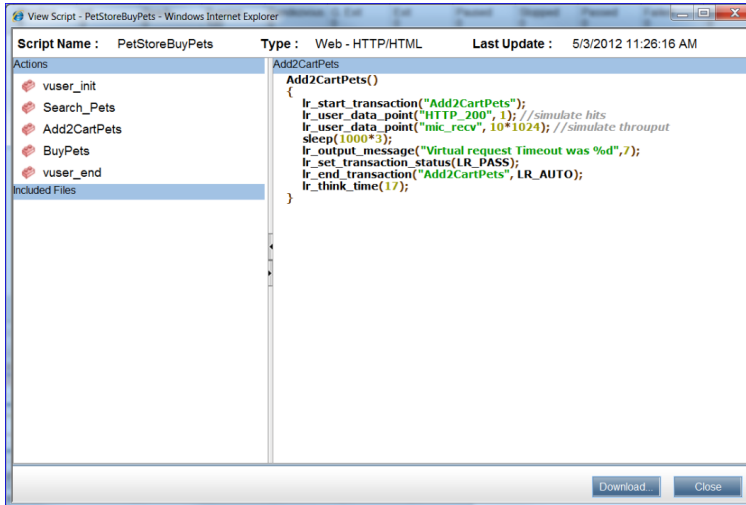 View Script - PetStoreBuyPets - Windows Internet Explorer
Script Name : PetStoreBuyPets Type : Web - HTTP/HTML Last Update : 5/3/2012 11:26:16 AM
Actions
vuser_init
Search_Pets
Add2CartPets
BuyPets
vuser_end
Included Files
Add2CartPets
Add2CartPets()
{
lr_start_transaction("Add2CartPets");
lr_user_data_point("HTTP_200", 1); //simulate hits
lr_user_data_point("mic_recv", 10*1024); //simulate throuput
sleep(1000*3);
lr_output_message("Virtual request Timeout was %d",7);
lr_set_transaction_status(LR_PASS);
lr_end_transaction("Add2CartPets", LR_AUTO);
lr_think_time(17);
}
Download...
Close